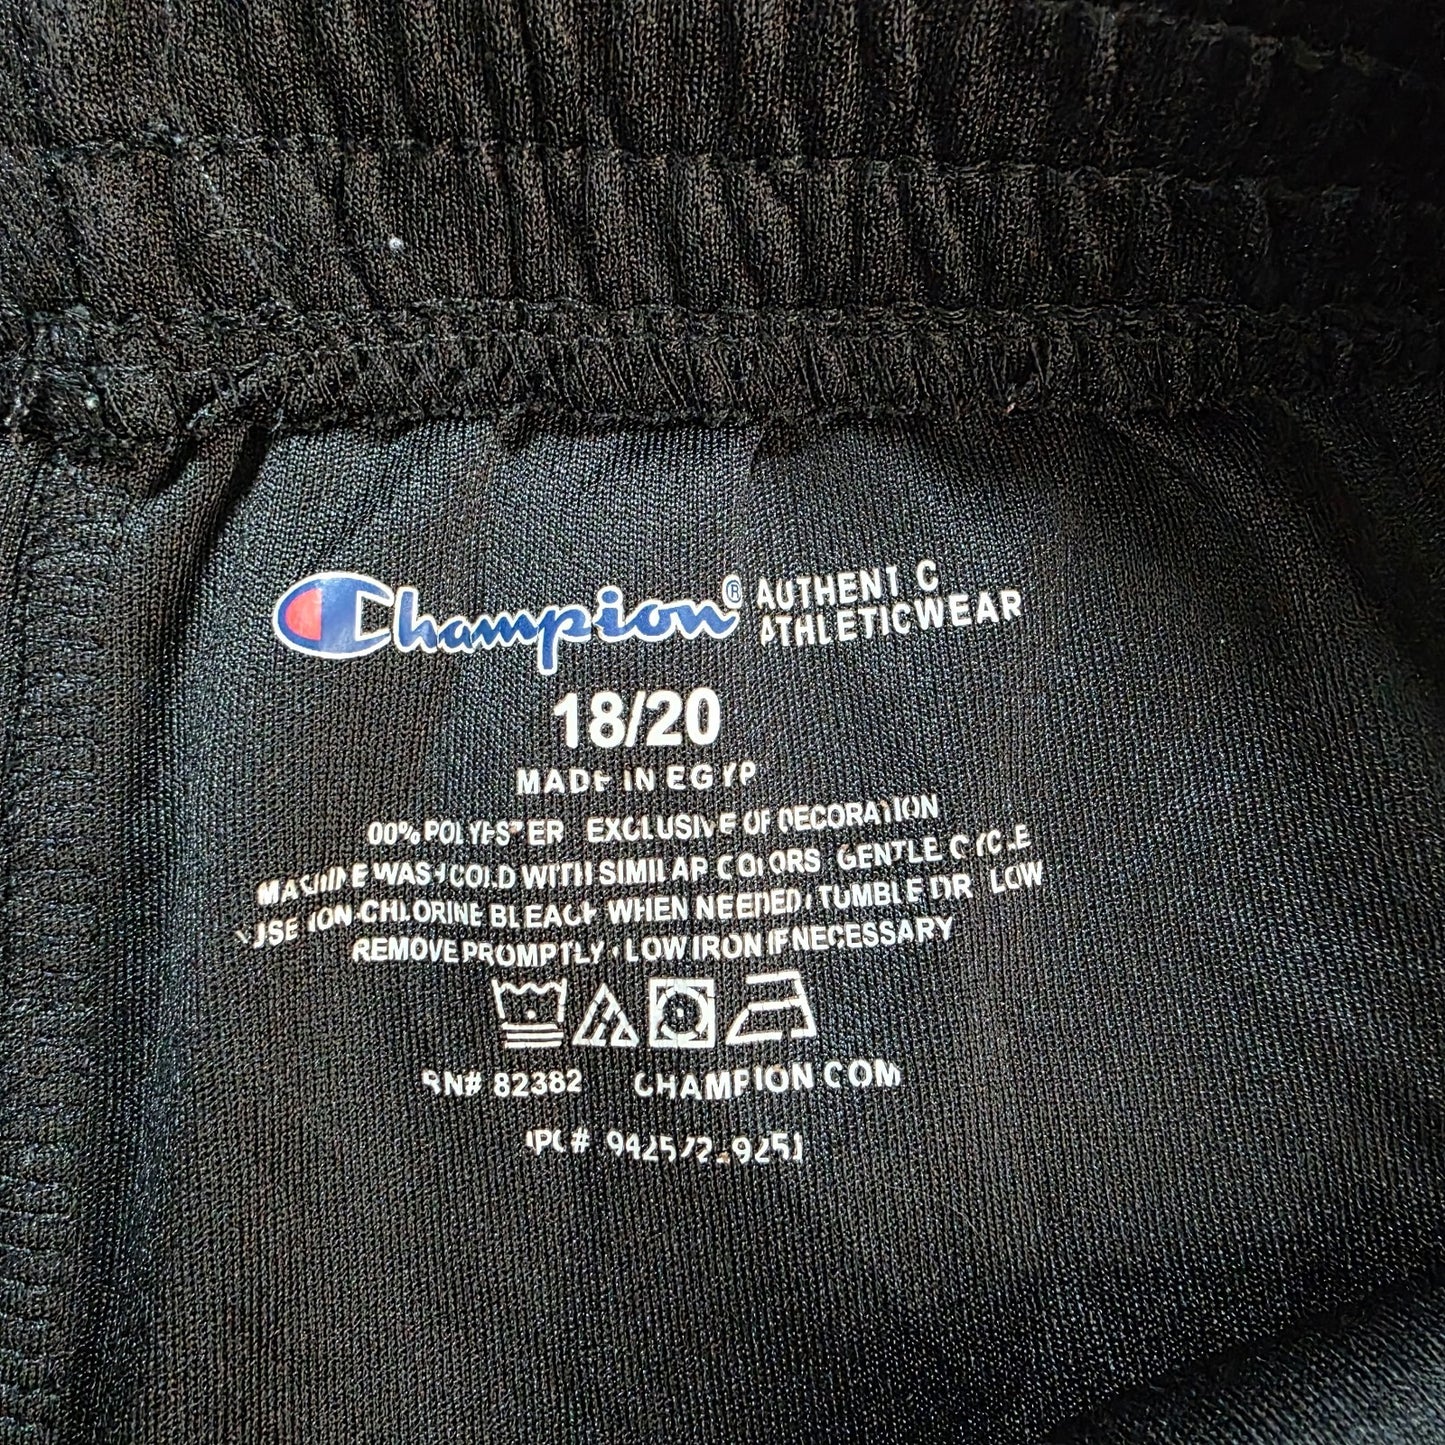 Champion® AUTHENTIC
ATHLETICWEAR
18/20
MADE IN EGYP
00% POLYESTER EXCLUSIVE OF DECORATION
MACHINE WASH COLD WITH SIMILAR COLORS GENTLE CYCLE
USE NON-CHLORINE BLEACH WHEN NEEDED • TUMBLE DR LOW
REMOVE PROMPTLY • LOW IRON IF NECESSARY
RN# 82382 CHAMPION COM